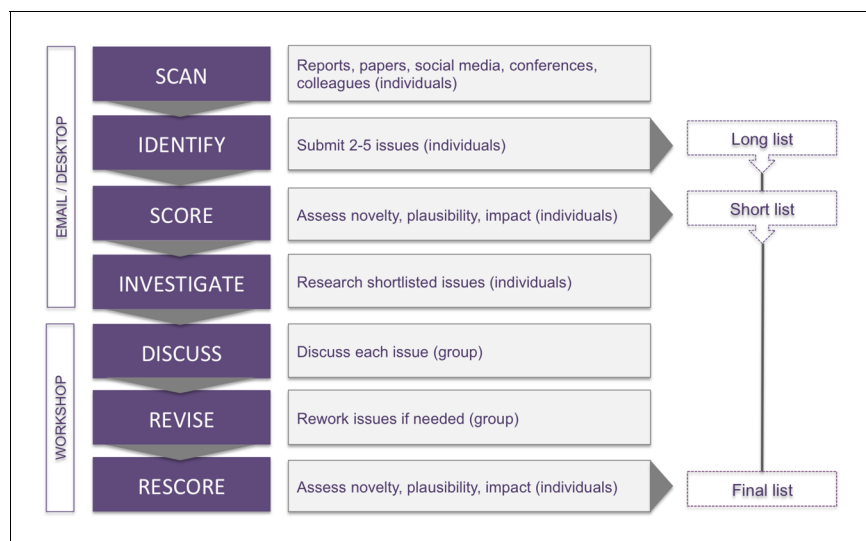 EMAIL / DESKTOP
SCAN
Reports, papers, social media, conferences,
colleagues (individuals)
IDENTIFY
Submit 2-5 issues (individuals)
Long list
SCORE
Assess novelty, plausibility, impact (individuals)
Short list
INVESTIGATE
Research shortlisted issues (individuals)
WORKSHOP
DISCUSS
Discuss each issue (group)
REVISE
Rework issues if needed (group)
RESCORE
Assess novelty, plausibility, impact (individuals)
Final list